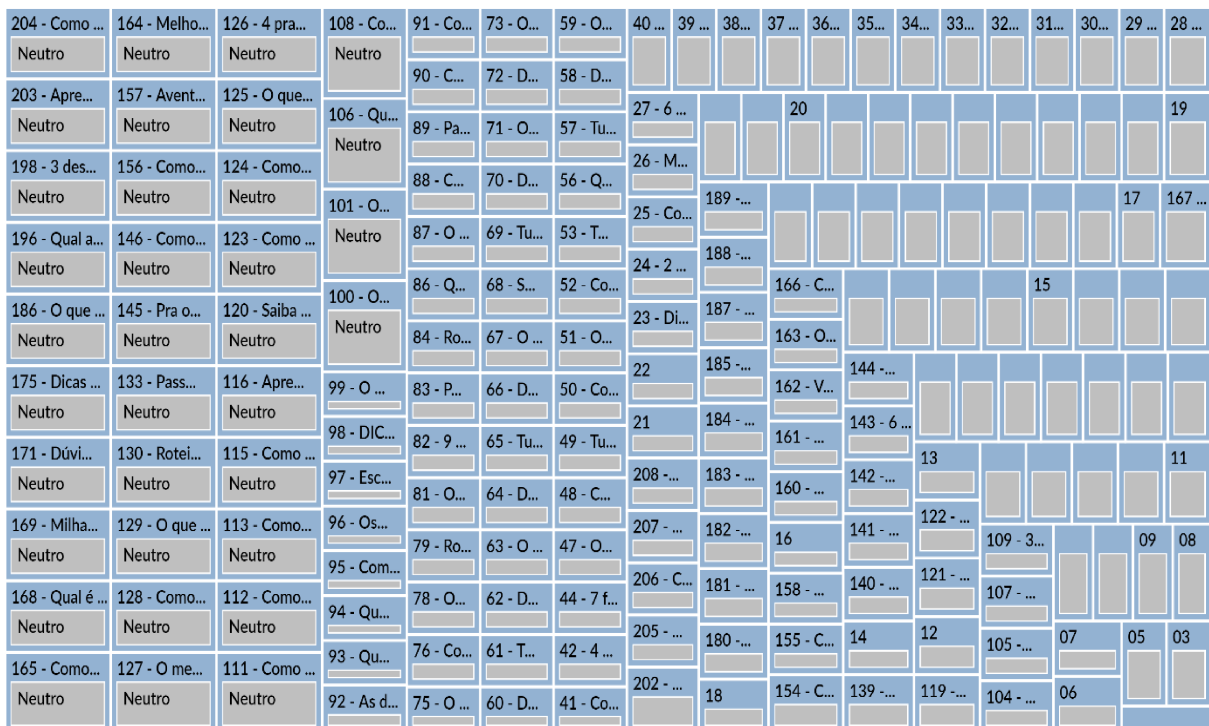 204 - Como ...
Neutro
203 - Apre...
Neutro
198 - 3 des...
Neutro
196 - Qual a...
Neutro
186 - O que ...
Neutro
175 - Dicas ...
Neutro
171 - Dúvi...
Neutro
169 - Milha...
Neutro
168 - Qual é ...
Neutro
165 - Como...
Neutro
164 - Melho...
Neutro
157 - Avent...
Neutro
156 - Como...
Neutro
146 - Como...
Neutro
145 - Pra o...
Neutro
133 - Pass...
Neutro
130 - Rotei...
Neutro
129 - O que ...
Neutro
128 - Como...
Neutro
127 - O me...
Neutro
126 - 4 pra...
Neutro
125 - O que...
Neutro
124 - Como...
Neutro
123 - Como ...
Neutro
120 - Saiba ...
Neutro
116 - Apre...
Neutro
115 - Como ...
Neutro
113 - Como...
Neutro
112 - Como...
Neutro
111 - Como ...
Neutro
108 - Co...
Neutro
106 - Qu...
Neutro
101 - O...
Neutro
100 - O...
Neutro
99 - O ...
98 - DIC...
97 - Esc...
96 - Os...
95 - Com...
94 - Qu...
93 - Qu...
92 - As d...
91 - Co...
90 - C...
89 - Pa...
88 - C...
87 - O ...
86 - Q...
84 - Ro...
83 - P...
82 - 9 ...
81 - O...
79 - Ro...
78 - O...
76 - Co...
75 - O ...
73 - O...
72 - D...
71 - O...
70 - D...
69 - Tu...
68 - S...
67 - O ...
66 - D...
65 - Tu...
64 - D...
63 - O ...
62 - D...
61 - T...
60 - D...
59 - O...
58 - D...
57 - Tu...
56 - Q...
53 - T...
52 - Co...
51 - O...
50 - Co...
49 - Tu...
48 - C...
47 - O...
44 - 7 f...
42 - 4 ...
41 - Co...
40 ...
39 ...
38...
37 ...
36...
35...
34...
33...
32...
31...
30...
29 ...
28 ...
27 - 6 ...
26 - M...
25 - Co...
24 - 2 ...
23 - Di...
22
21
208 -...
207 - ...
206 - C...
205 - ...
202 - ...
20
19
189 -...
188 -...
187 - ...
185 -...
184 - ...
183 - ...
182 - ...
181 - ...
180 -...
18
17
167 ...
166 - C...
163 - O...
162 - V...
161 - ...
160 - ...
16
158 - ...
155 - C...
154 - C...
15
144 -...
143 - 6 ...
142 - ...
141 - ...
140 - ...
14
139 -...
13
122 - ...
121 - ...
12
119 -...
11
109 - 3...
107 - ...
105 -...
104 - ...
09
08
07
06
05
03